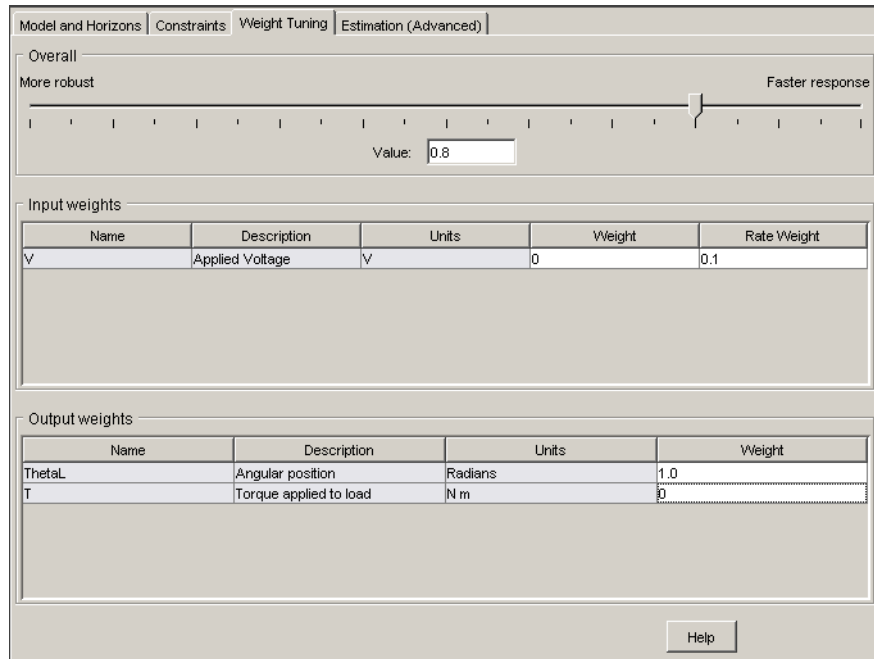 Model and Horizons Constraints Weight Tuning Estimation (Advanced)
Overall
More robust Faster response
Value: 0.8
Input weights
Name Description Units Weight Rate Weight
V Applied Voltage V 0 0.1
Output weights
Name Description Units Weight
ThetaL Angular position Radians 1.0
T Torque applied to load N m 0
Help